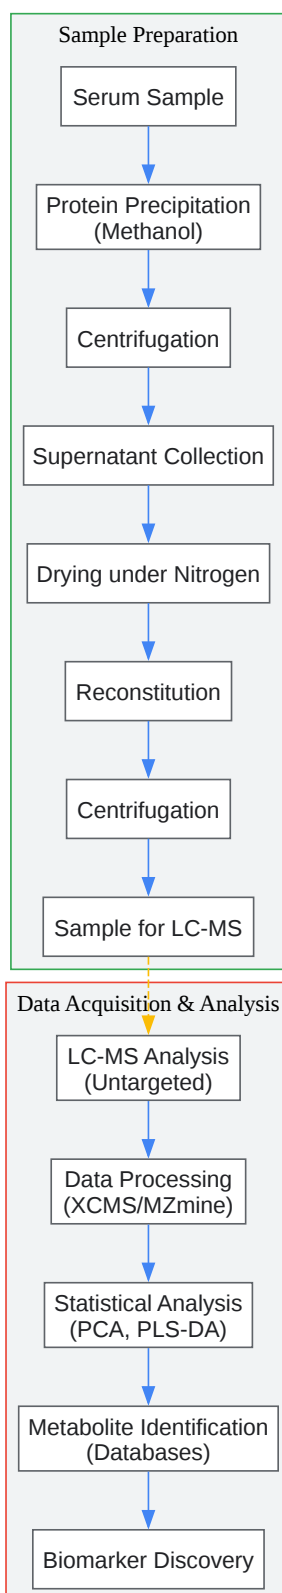 Sample Preparation
Serum Sample
Protein Precipitation
(Methanol)
Centrifugation
Supernatant Collection
Drying under Nitrogen
Reconstitution
Centrifugation
Sample for LC-MS
Data Acquisition & Analysis
LC-MS Analysis
(Untargeted)
Data Processing
(XCMS/MZmine)
Statistical Analysis
(PCA, PLS-DA)
Metabolite Identification
(Databases)
Biomarker Discovery